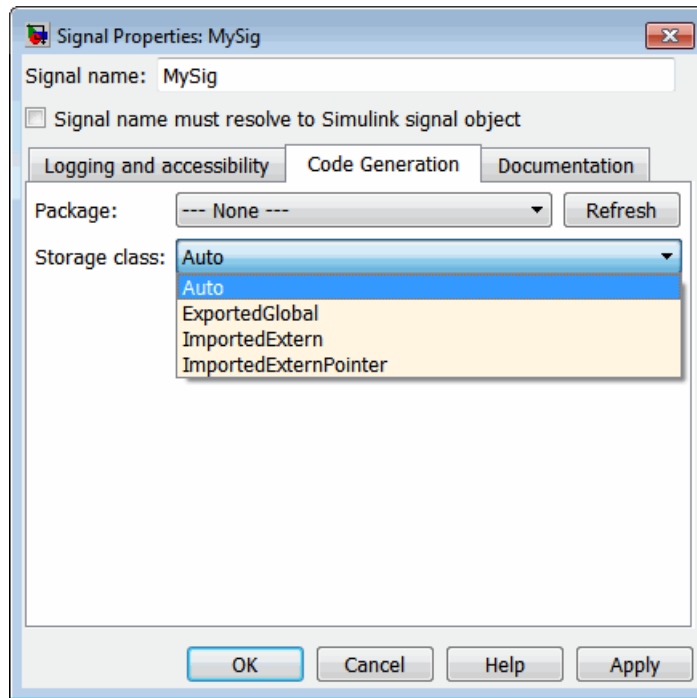 Signal Properties: MySig
Signal name: MySig
Signal name must resolve to Simulink signal object
Logging and accessibility Code Generation Documentation
Package: --- None --- Refresh
Storage class: Auto
Auto
ExportedGlobal
ImportedExtern
ImportedExternPointer
OK Cancel Help Apply